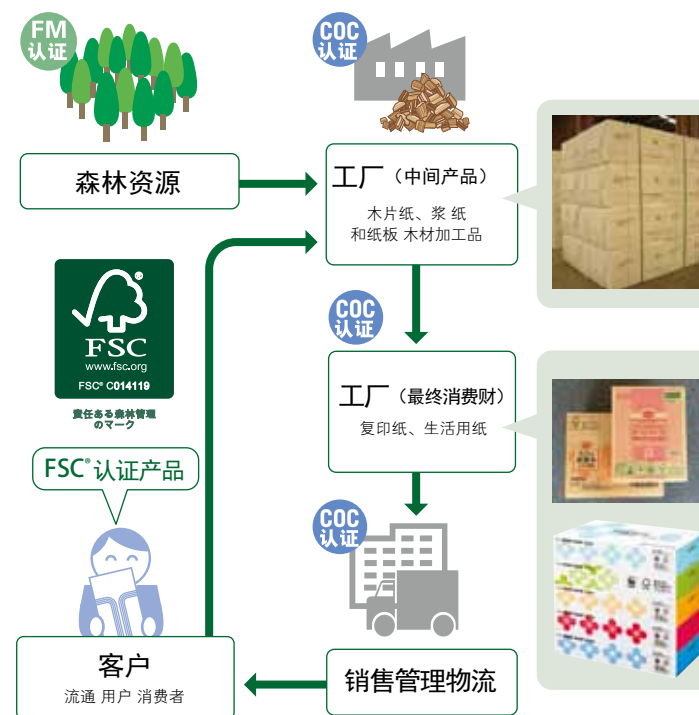 FM
认证
COC
认证
森林资源
工厂（中间产品）
木片纸、浆 纸
和纸板 木材加工品
FSC
www.fsc.org
FSC® C014119
責任ある森林管理
のマーク
COC
认证
工厂（最终消费财）
复印纸、生活用纸
FSC®认证产品
COC
认证
客户
流通 用户 消费者
销售管理物流